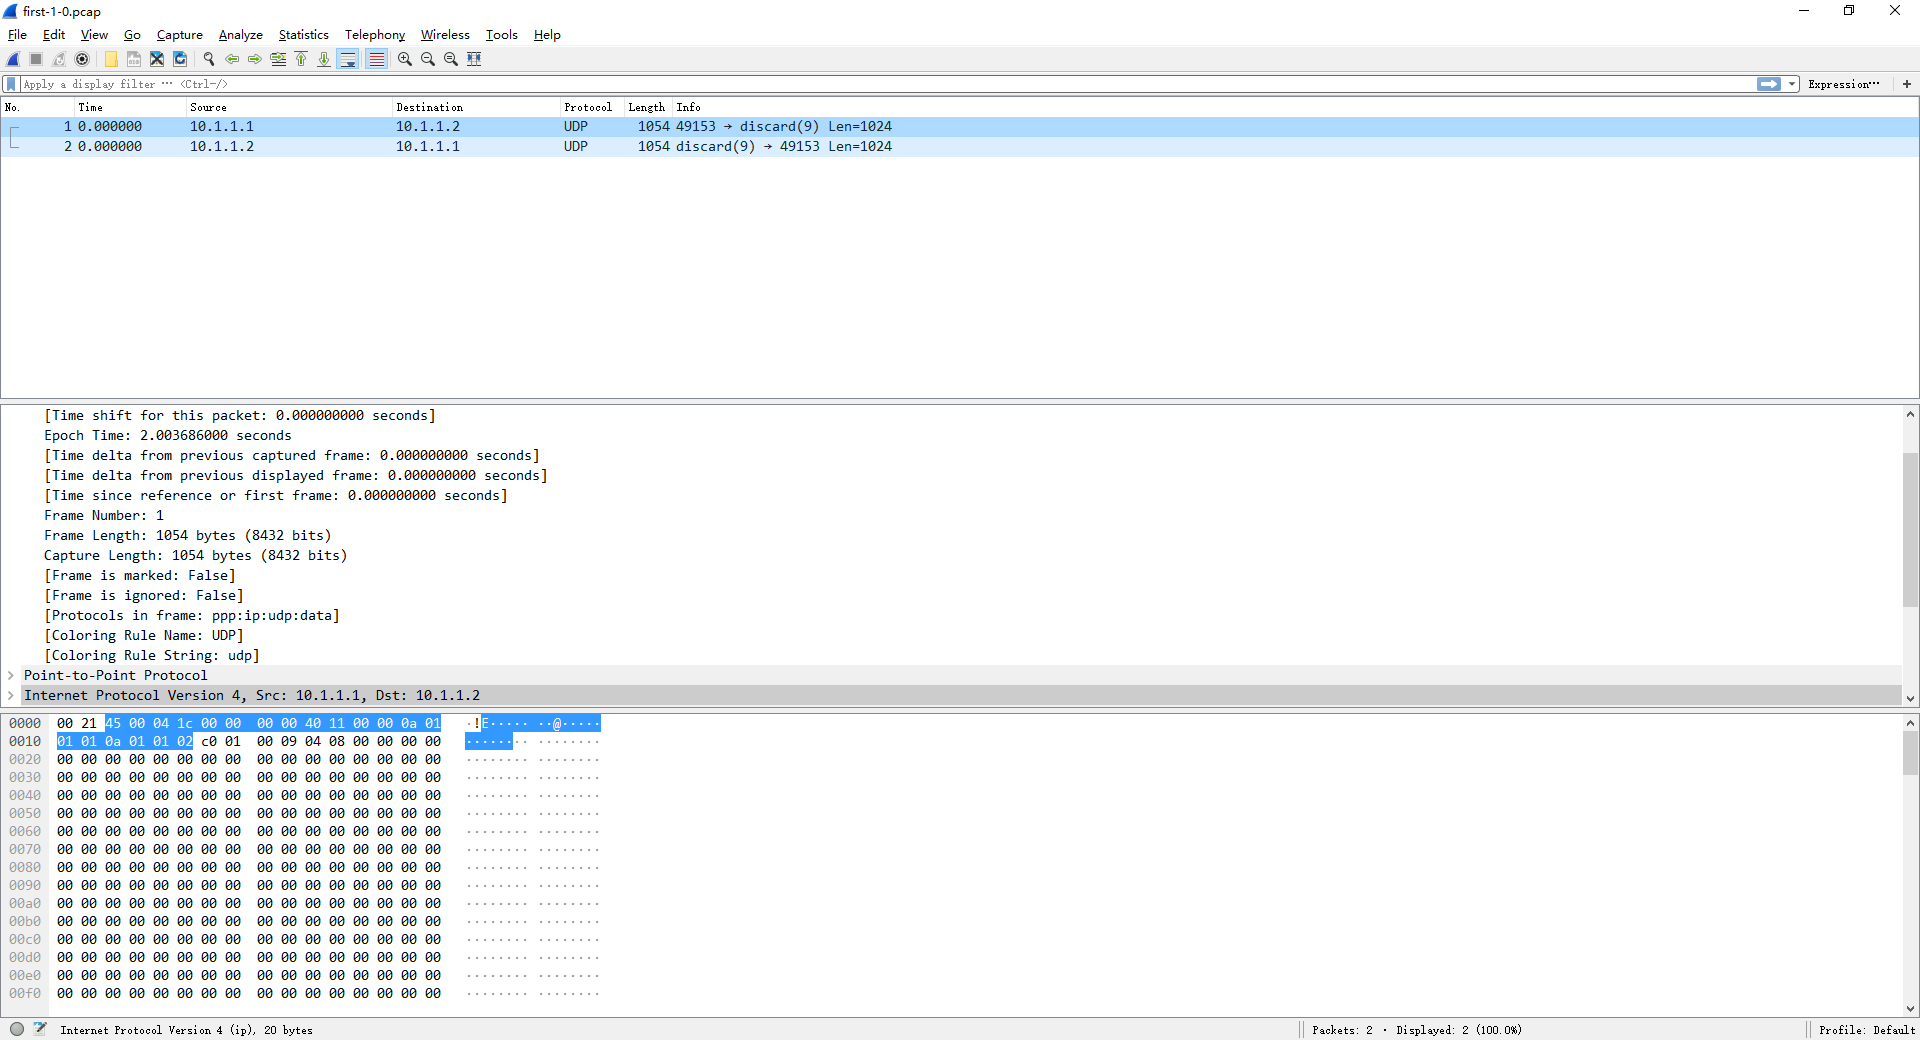 first-1-0.pcap
File Edit View Go Capture Analyze Statistics Telephony Wireless Tools Help
Apply a display filter ··· <Ctrl-/> Expression··· +
No. Time Source Destination Protocol Length Info
1 0.000000 10.1.1.1 10.1.1.2 UDP 1054 49153 → discard(9) Len=1024
2 0.000000 10.1.1.2 10.1.1.1 UDP 1054 discard(9) → 49153 Len=1024
[Time shift for this packet: 0.000000000 seconds]
Epoch Time: 2.003686000 seconds
[Time delta from previous captured frame: 0.000000000 seconds]
[Time delta from previous displayed frame: 0.000000000 seconds]
[Time since reference or first frame: 0.000000000 seconds]
Frame Number: 1
Frame Length: 1054 bytes (8432 bits)
Capture Length: 1054 bytes (8432 bits)
[Frame is marked: False]
[Frame is ignored: False]
[Protocols in frame: ppp:ip:udp:data]
[Coloring Rule Name: UDP]
[Coloring Rule String: udp]
Point-to-Point Protocol
Internet Protocol Version 4, Src: 10.1.1.1, Dst: 10.1.1.2
0000 00 21 45 00 04 1c 00 00 00 00 40 11 00 00 0a 01 ·!E····· ··@·····
0010 01 01 0a 01 01 02 c0 01 00 09 04 08 00 00 00 00 ········ ········
0020 00 00 00 00 00 00 00 00 00 00 00 00 00 00 00 00 ········ ········
0030 00 00 00 00 00 00 00 00 00 00 00 00 00 00 00 00 ········ ········
0040 00 00 00 00 00 00 00 00 00 00 00 00 00 00 00 00 ········ ········
0050 00 00 00 00 00 00 00 00 00 00 00 00 00 00 00 00 ········ ········
0060 00 00 00 00 00 00 00 00 00 00 00 00 00 00 00 00 ········ ········
0070 00 00 00 00 00 00 00 00 00 00 00 00 00 00 00 00 ········ ········
0080 00 00 00 00 00 00 00 00 00 00 00 00 00 00 00 00 ········ ········
0090 00 00 00 00 00 00 00 00 00 00 00 00 00 00 00 00 ········ ········
00a0 00 00 00 00 00 00 00 00 00 00 00 00 00 00 00 00 ········ ········
00b0 00 00 00 00 00 00 00 00 00 00 00 00 00 00 00 00 ········ ········
00c0 00 00 00 00 00 00 00 00 00 00 00 00 00 00 00 00 ········ ········
00d0 00 00 00 00 00 00 00 00 00 00 00 00 00 00 00 00 ········ ········
00e0 00 00 00 00 00 00 00 00 00 00 00 00 00 00 00 00 ········ ········
00f0 00 00 00 00 00 00 00 00 00 00 00 00 00 00 00 00 ········ ········
Internet Protocol Version 4 (ip), 20 bytes Packets: 2 · Displayed: 2 (100.0%) Profile: Default